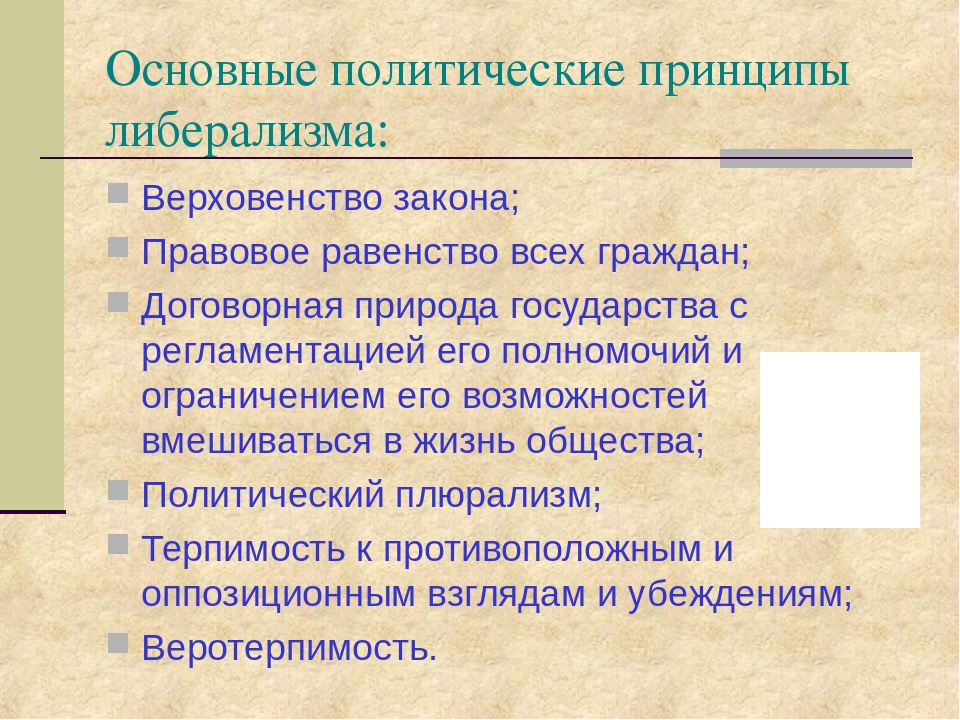 Основные политические принципы
либерализма:
Верховенство закона;
Правовое равенство всех граждан;
Договорная природа государства с
регламентацией его полномочий и
ограничением его возможностей
вмешиваться в жизнь общества;
Политический плюрализм;
Терпимость к противоположным и
оппозиционным взглядам и убеждениям;
Веротерпимость.